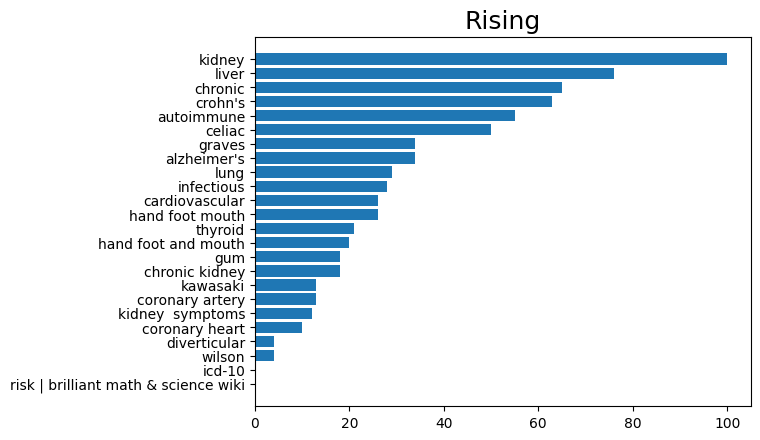 Rising
kidney
liver
chronic
crohn's
autoimmune
celiac
graves
alzheimer's
lung
infectious
cardiovascular
hand foot mouth
thyroid
hand foot and mouth
gum
chronic kidney
kawasaki
coronary artery
kidney  symptoms
coronary heart
diverticular
wilson
icd-10
risk | brilliant math & science wiki
0 20 40 60 80 100